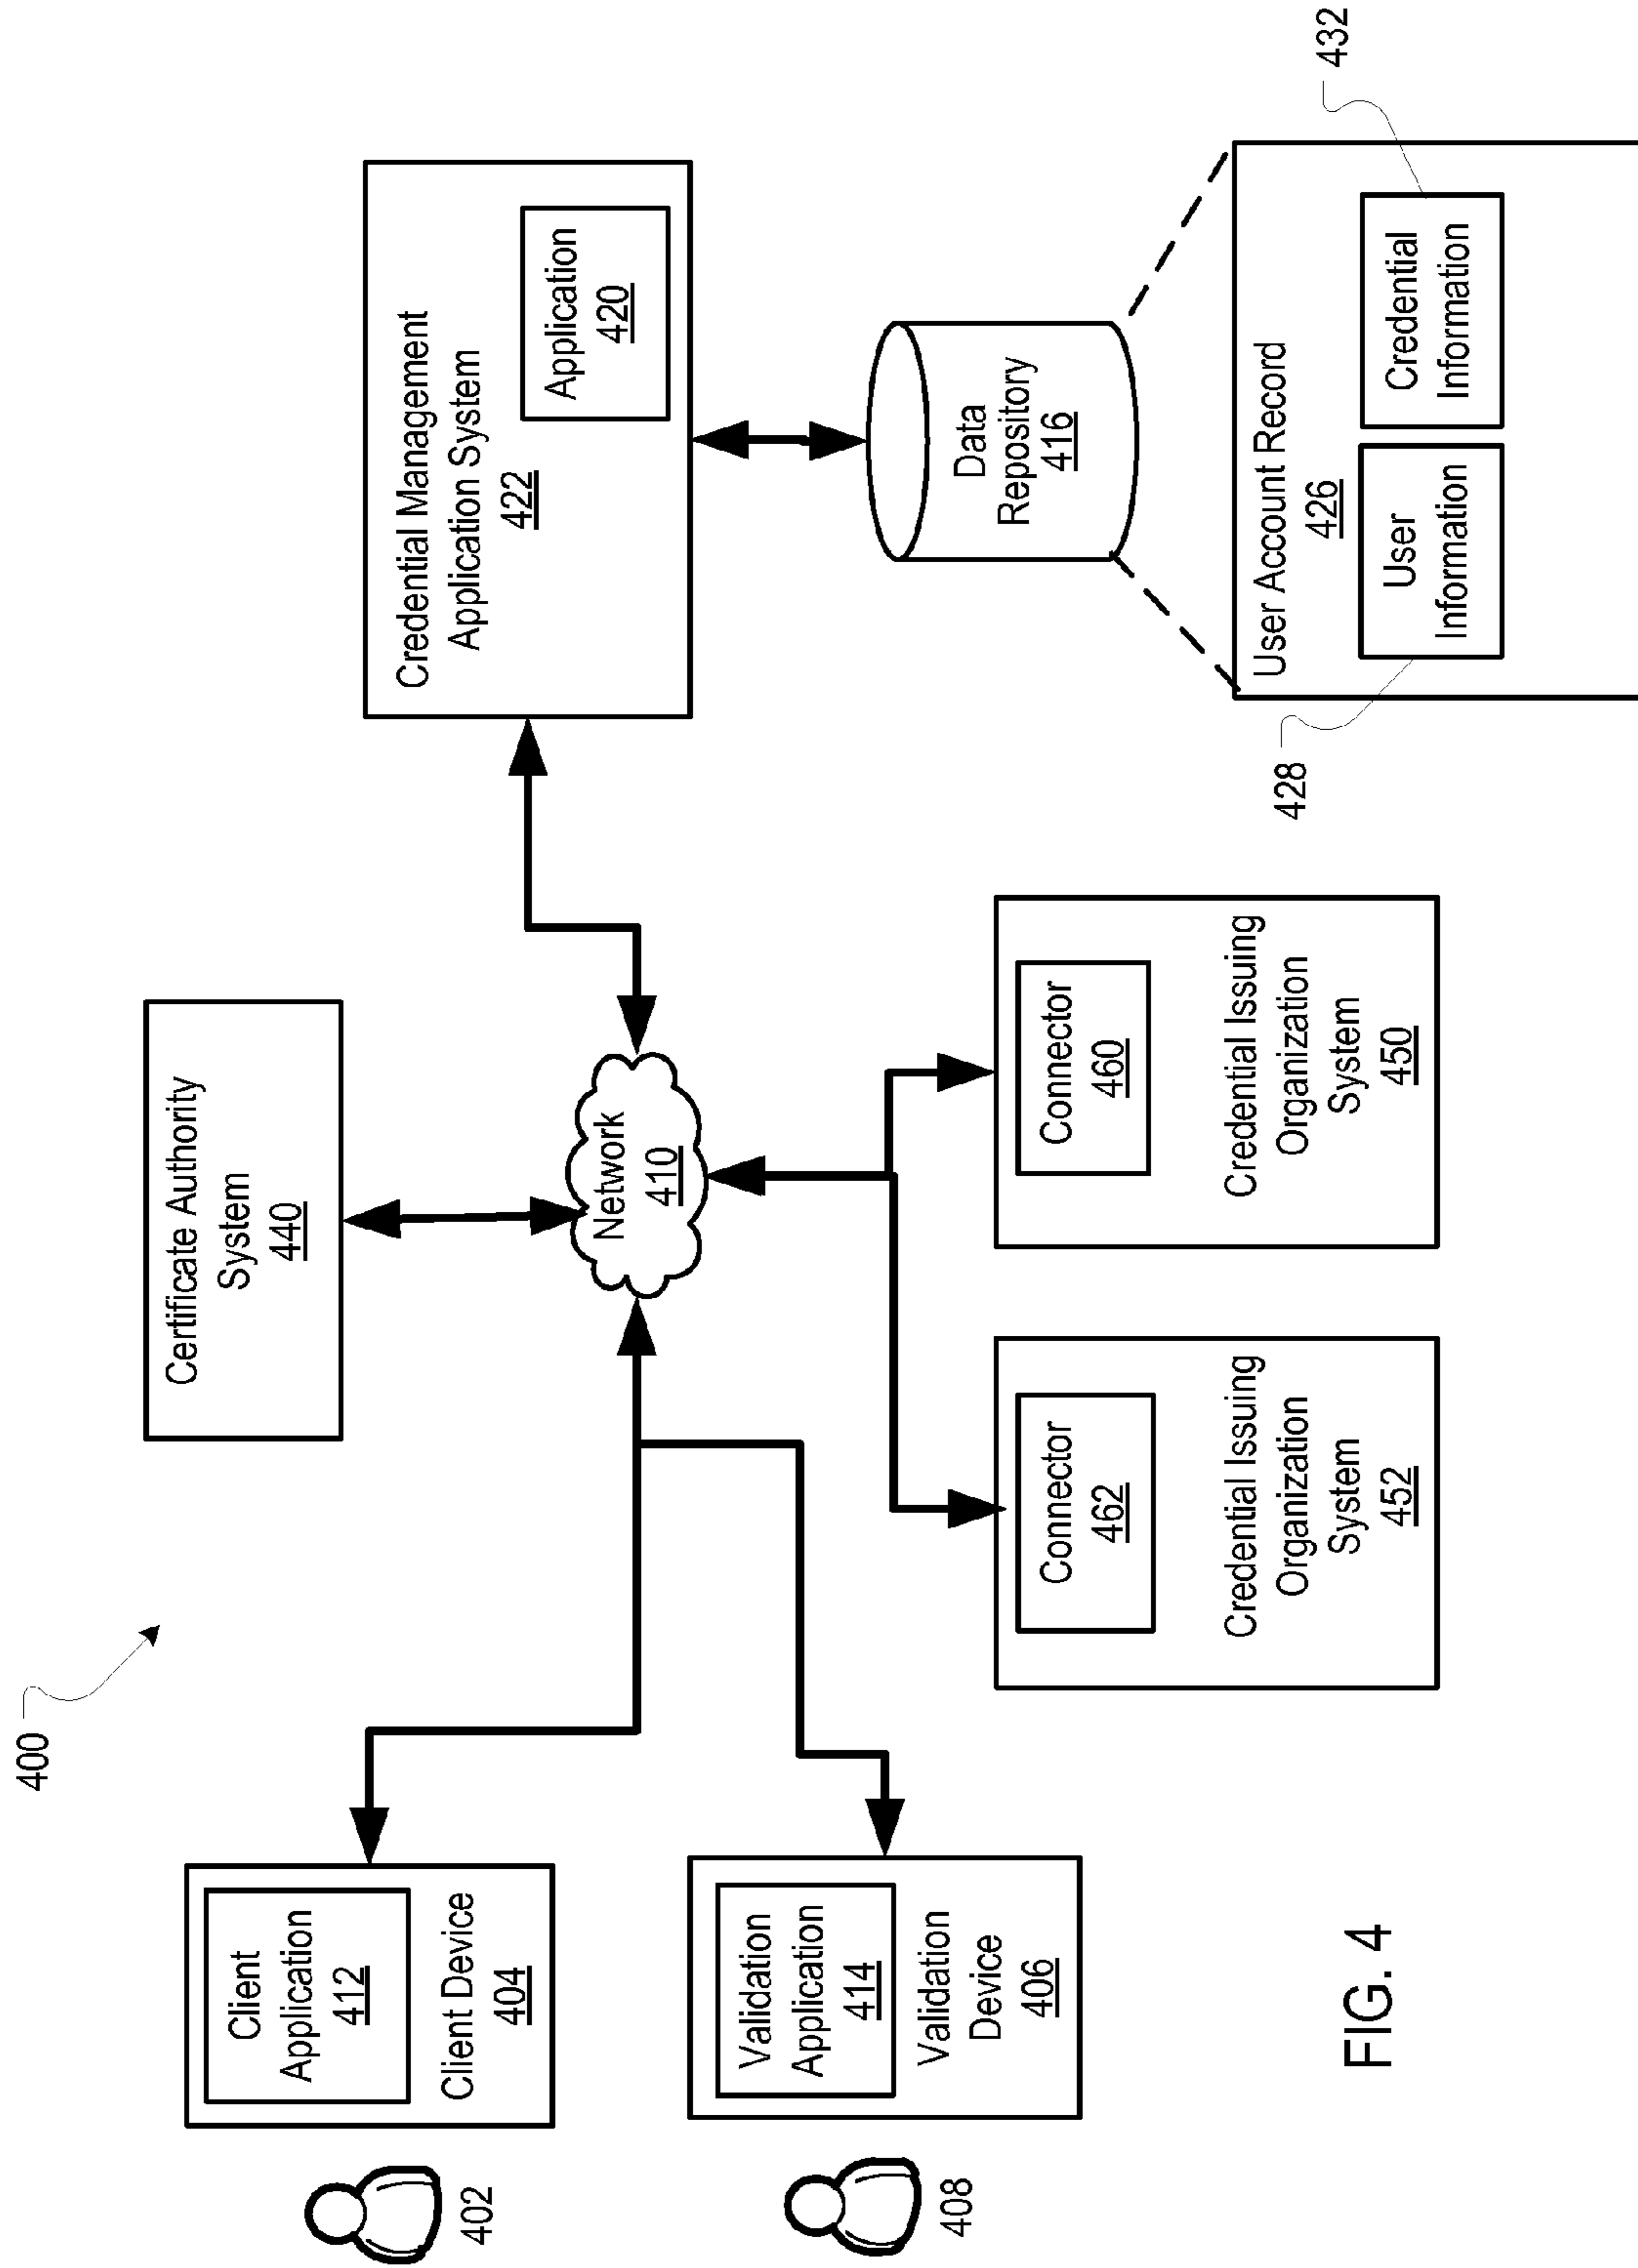 400
Certificate Authority
System
440
Client
Application
412
Client Device
404
402
Validation
Application
414
Validation
Device
406
408
Network
410
Credential Management
Application System
422
Application
420
Data
Repository
416
Connector
462
Credential Issuing
Organization
System
452
Connector
460
Credential Issuing
Organization
System
450
User Account Record
426
User
Information
428
Credential
Information
432
FIG. 4